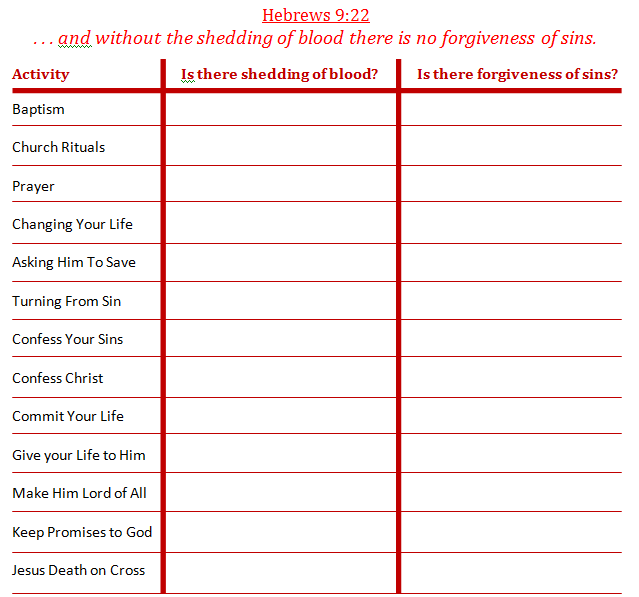 Hebrews 9:22
. . . and without the shedding of blood there is no forgiveness of sins.
Activity Is there shedding of blood? Is there forgiveness of sins?
Baptism
Church Rituals
Prayer
Changing Your Life
Asking Him To Save
Turning From Sin
Confess Your Sins
Confess Christ
Commit Your Life
Give your Life to Him
Make Him Lord of All
Keep Promises to God
Jesus Death on Cross